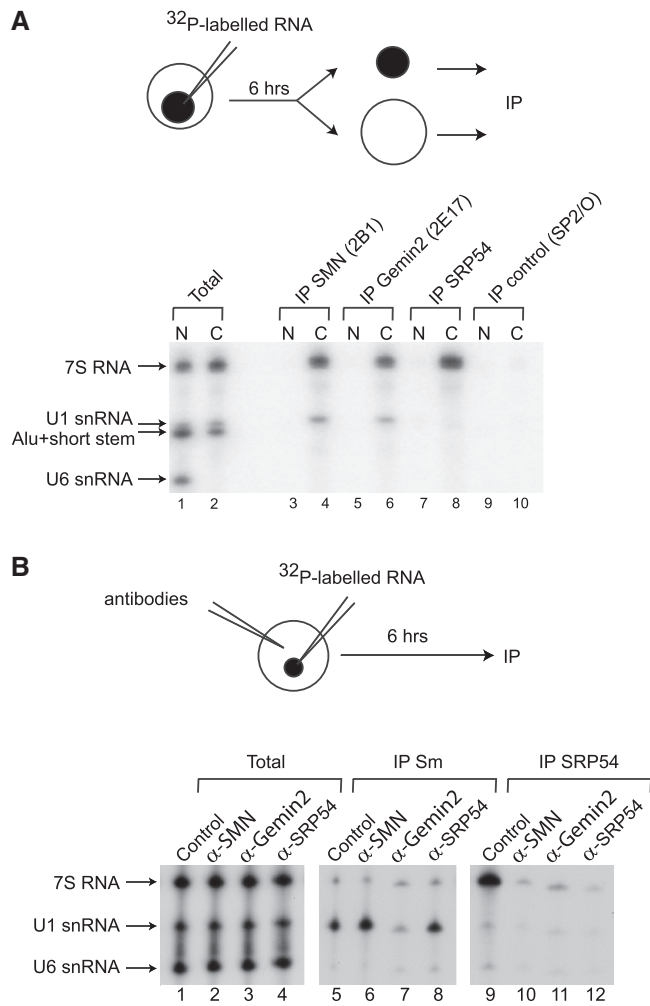 A
32P-labelled RNA
6 hrs
IP
Total
IP SMN (2B1)
IP Gemin2 (2E17)
IP SRP54
IP control (SP2/O)
N C N C N C N C N C
7S RNA
U1 snRNA
Alu+short stem
U6 snRNA
1 2 3 4 5 6 7 8 9 10
B
antibodies
32P-labelled RNA
6 hrs
IP
Total IP Sm IP SRP54
Control α-SMN α-Gemin2 α-SRP54 Control α-SMN α-Gemin2 α-SRP54 Control α-SMN α-Gemin2 α-SRP54
7S RNA
U1 snRNA
U6 snRNA
1 2 3 4 5 6 7 8 9 10 11 12